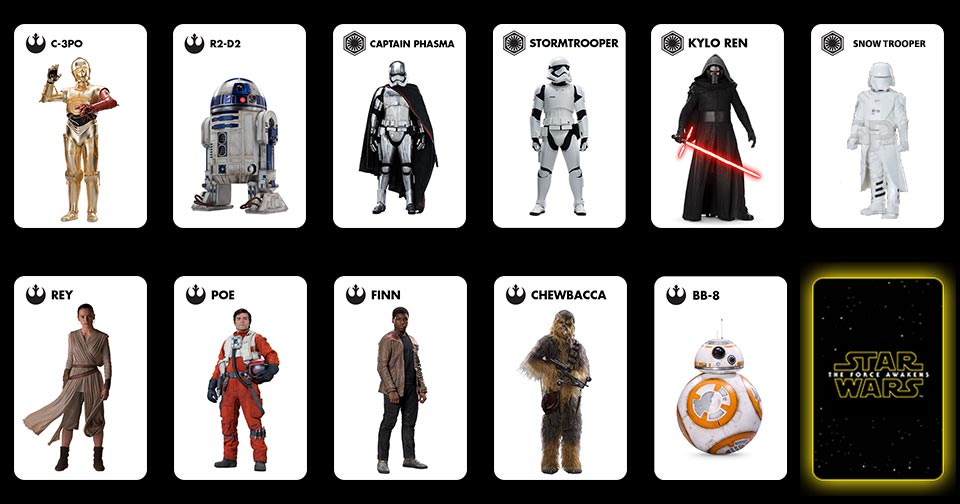 C-3PO
R2-D2
CAPTAIN PHASMA
STORMTROOPER
KYLO REN
SNOW TROOPER
REY
POE
FINN
CHEWBACCA
BB-8
STAR
THE FORCE AWAKENS
WARS